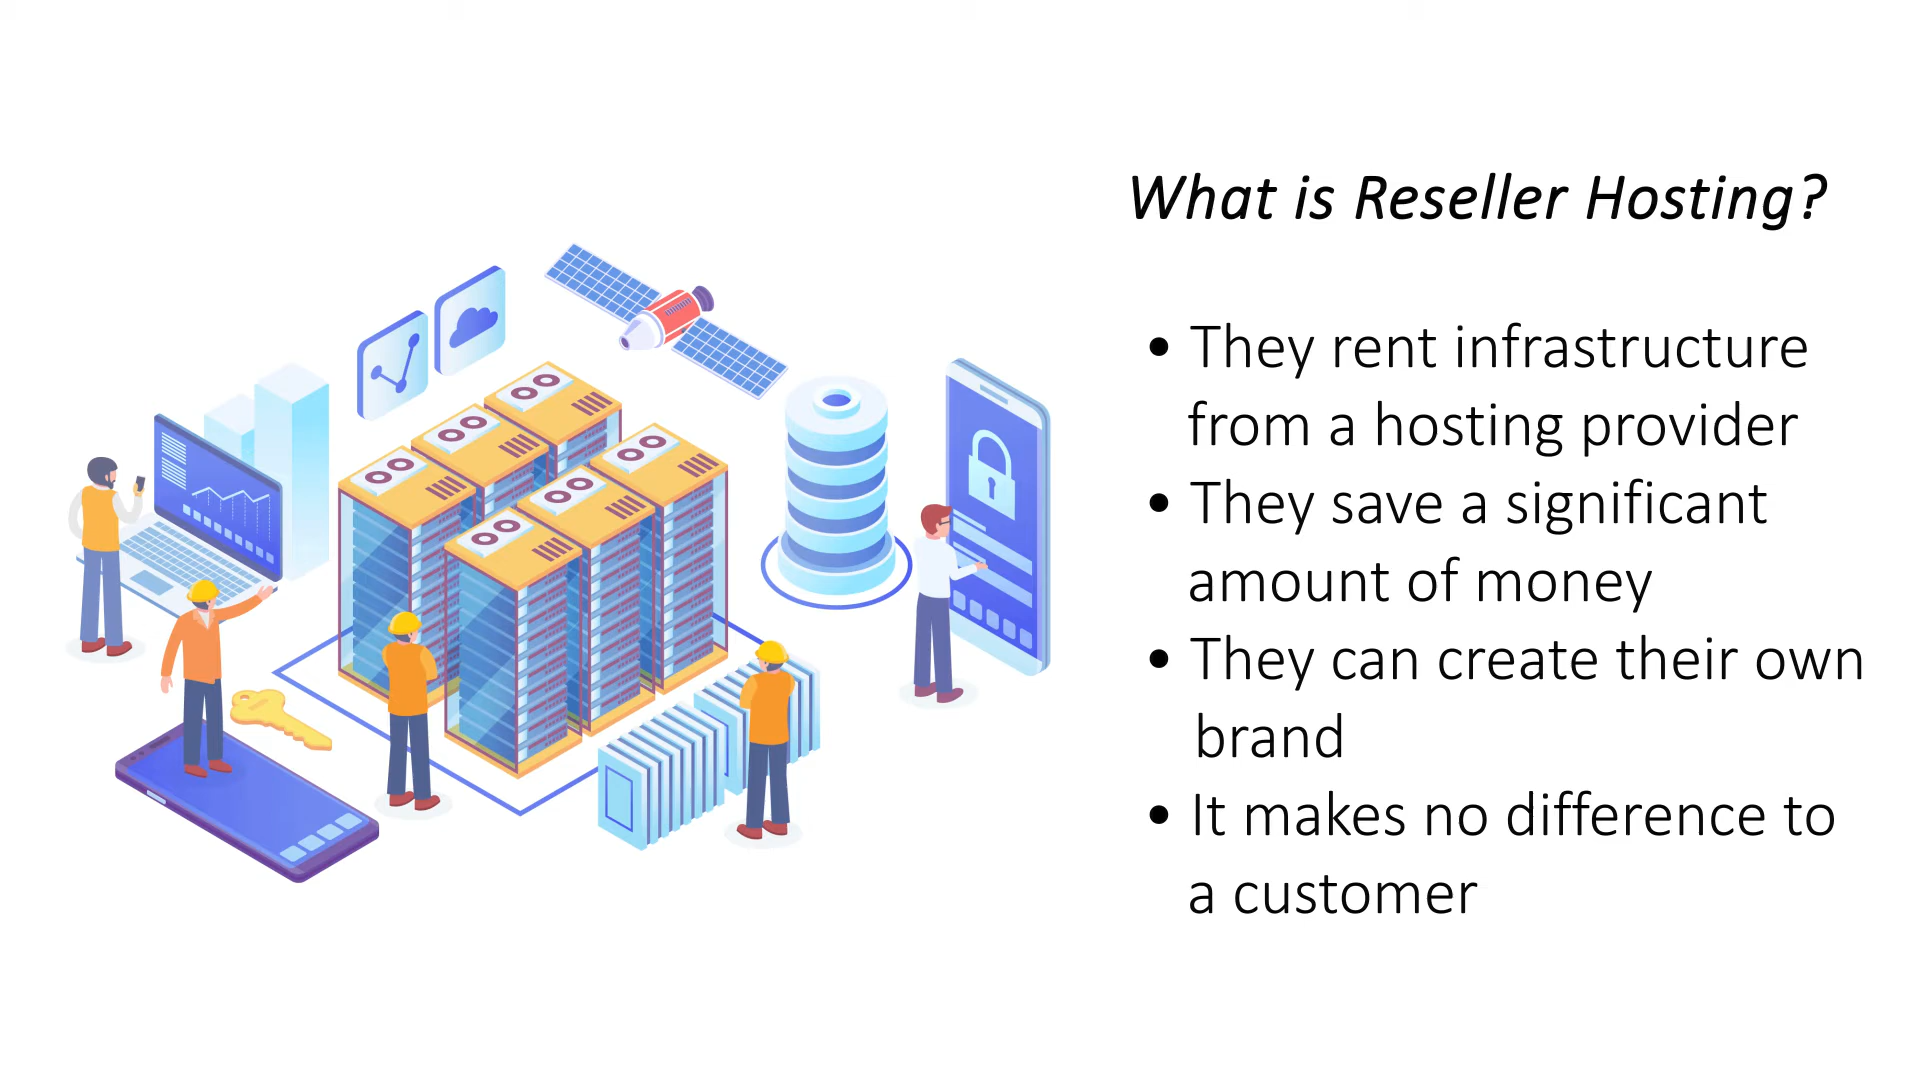 What is Reseller Hosting?
• They rent infrastructure
from a hosting provider
• They save a significant
amount of money
• They can create their own
brand
• It makes no difference to
a customer